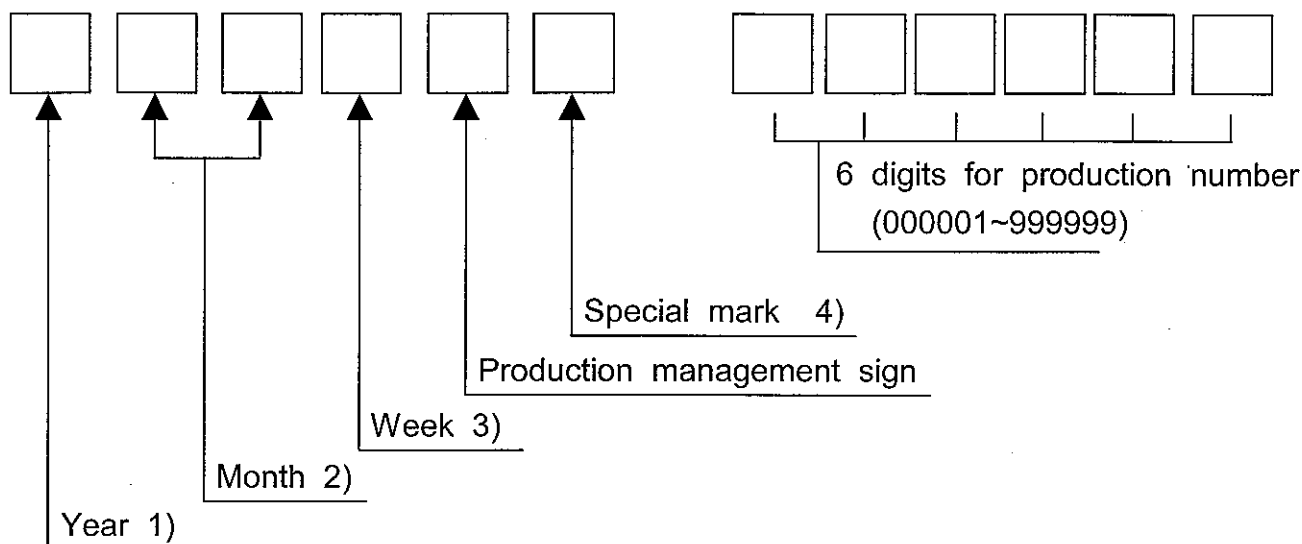 6 digits for production number
(000001~999999)
Special mark 4)
Production management sign
Week 3)
Month 2)
Year 1)